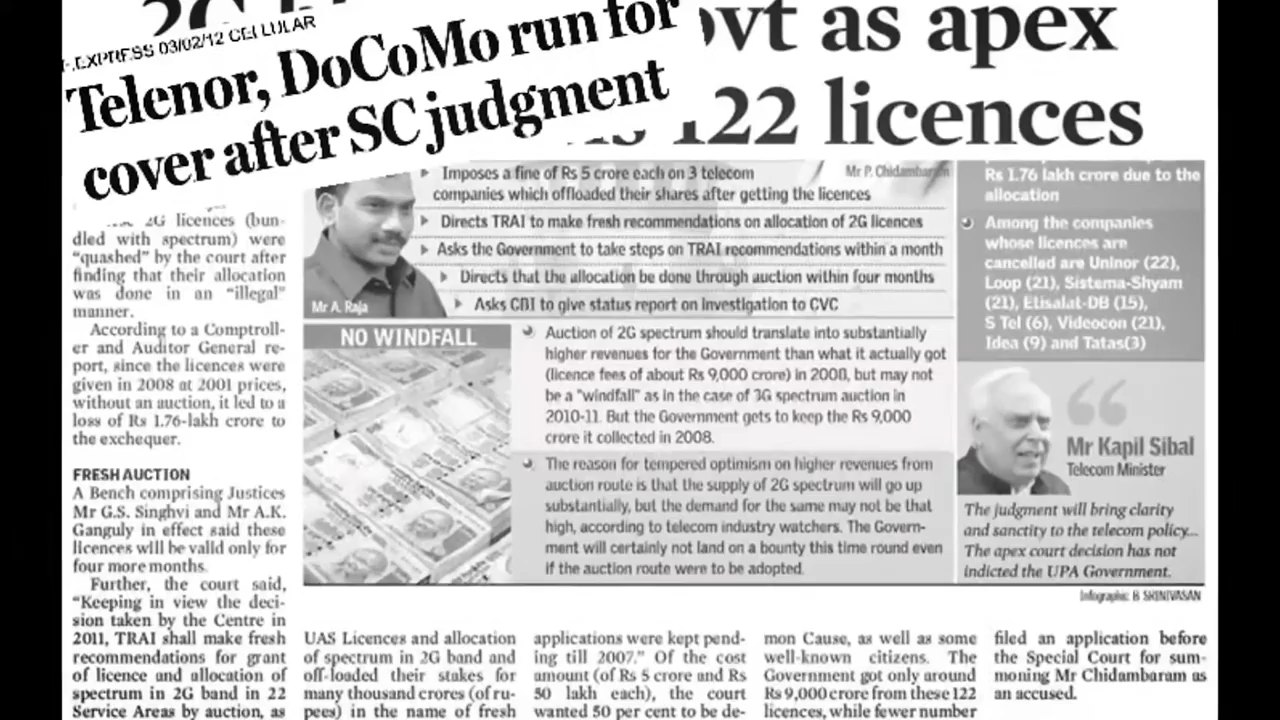 2G
EXPRESS 03/02/12 CELLULAR
Telenor, DoCoMo run for
cover after SC judgment
as apex
122 licences
2G licences (bun-
dled with spectrum) were
“quashed” by the court after
finding that their allocation
was done in an “illegal”
manner.
According to a Comptroll-
er and Auditor General re-
port, since the licences were
given in 2008 at 2001 prices,
without an auction, it led to a
loss of Rs 1.76-lakh crore to
the exchequer.
FRESH AUCTION
A Bench comprising Justices
Mr G.S. Singhvi and Mr A.K.
Ganguly in effect said these
licences will be valid only for
four more months.
Further, the court said,
“Keeping in view the deci-
sion taken by the Centre in
2011, TRAI shall make fresh
recommendations for grant
of licence and allocation of
spectrum in 2G band in 22
Service Areas by auction, as
Imposes a fine of Rs 5 crore each on 3 telecom
companies which offloaded their shares after getting the licences
Directs TRAI to make fresh recommendations on allocation of 2G licences
Asks the Government to take steps on TRAI recommendations within a month
Directs that the allocation be done through auction within four months
Asks CBI to give status report on investigation to CVC
Mr P. Chidambaram
Mr A. Raja
NO WINDFALL
Auction of 2G spectrum should translate into substantially
higher revenues for the Government than what it actually got
(licence fees of about Rs 9,000 crore) in 2008, but may not
be a "windfall" as in the case of 3G spectrum auction in
2010-11. But the Government gets to keep the Rs 9,000
crore it collected in 2008.
The reason for tempered optimism on higher revenues from
auction route is that the supply of 2G spectrum will go up
substantially, but the demand for the same may not be that
high, according to telecom industry watchers. The Govern-
ment will certainly not land on a bounty this time round even
if the auction route were to be adopted.
Rs 1.76 lakh crore due to the
allocation
Among the companies
whose licences are
cancelled are Uninor (22),
Loop (21), Sistema-Shyam
(21), Etisalat-DB (15),
S Tel (6), Videocon (21),
Idea (9) and Tatas(3)
Mr Kapil Sibal
Telecom Minister
The judgment will bring clarity
and sanctity to the telecom policy...
The apex court decision has not
indicted the UPA Government.
Infographic: B SRINIVASAN
UAS Licences and allocation
of spectrum in 2G band and
off-loaded their stakes for
many thousand crores (of ru-
pees) in the name of fresh
applications were kept pend-
ing till 2007.” Of the cost
amount (of Rs 5 crore and Rs
50 lakh each), the court
wanted 50 per cent to be de-
mon Cause, as well as some
well-known citizens. The
Government got only around
Rs 9,000 crore from these 122
licences, while fewer number
filed an application before
the Special Court for sum-
moning Mr Chidambaram as
an accused.